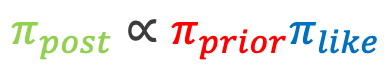 π_post ∝ π_prior π_like